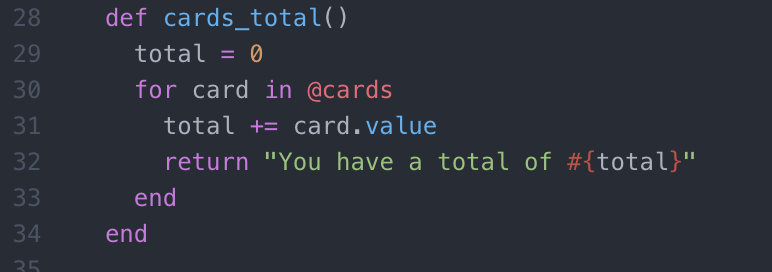 28 def cards_total()
29 total = 0
30 for card in @cards
31 total += card.value
32 return "You have a total of #{total}"
33 end
34 end
35